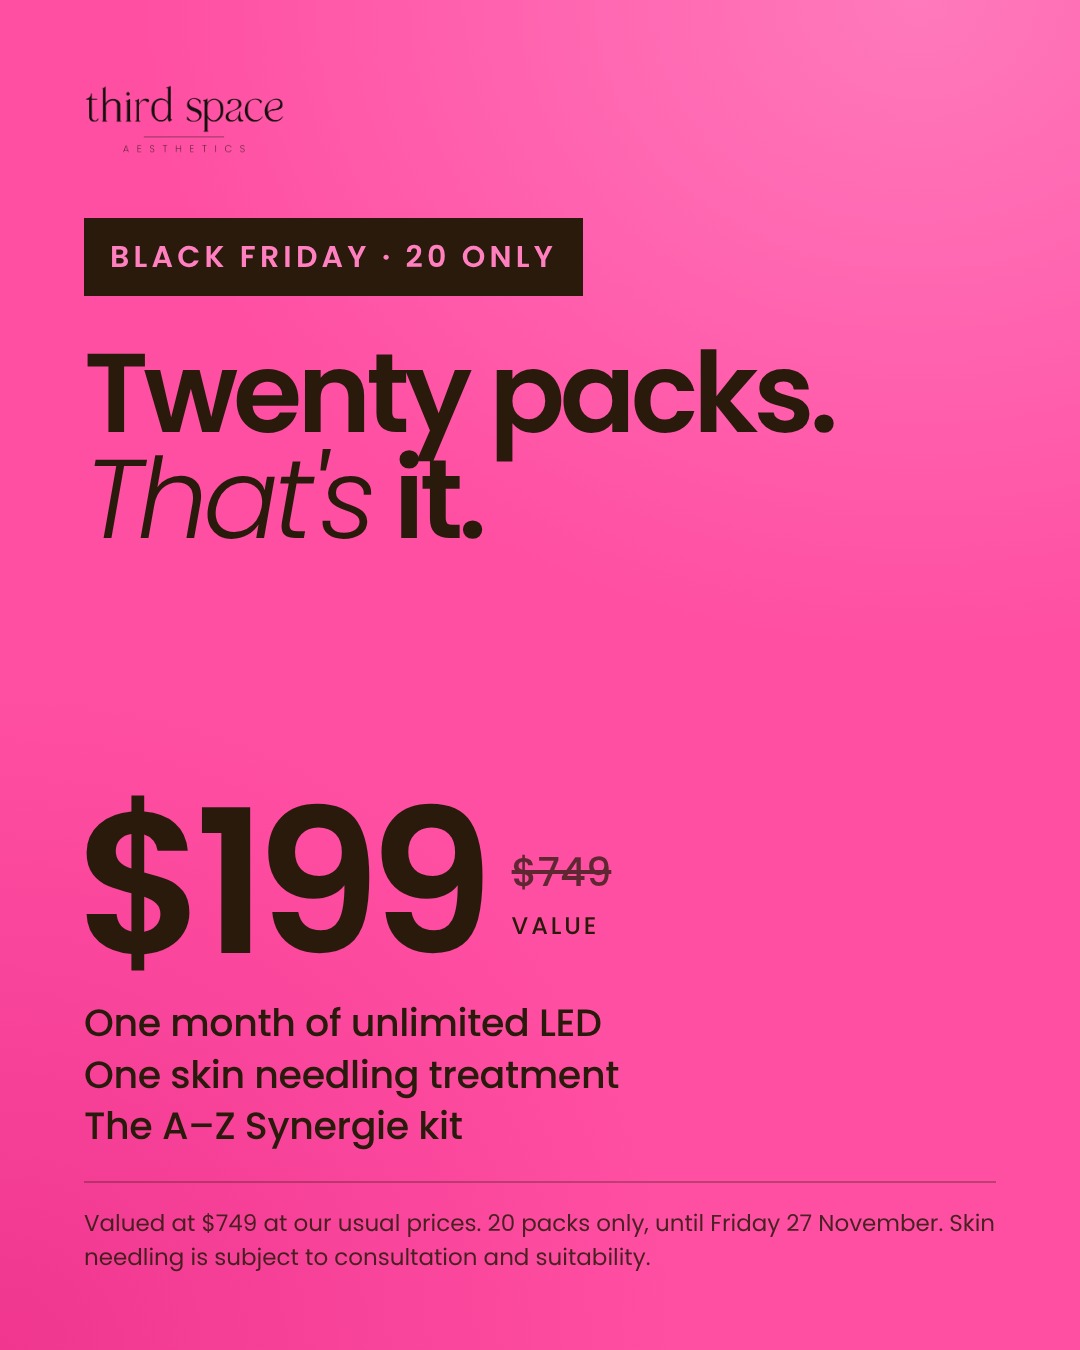 third space
AESTHETICS
BLACK FRIDAY · 20 ONLY
Twenty packs.
That's it.
$199
$749
VALUE
One month of unlimited LED
One skin needling treatment
The A–Z Synergie kit
Valued at $749 at our usual prices. 20 packs only, until Friday 27 November. Skin
needling is subject to consultation and suitability.